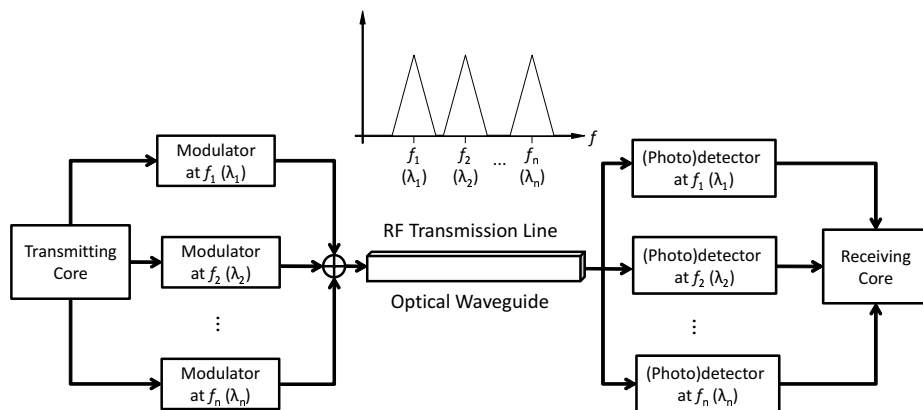 f
f1 f2 ... fn
(λ1) (λ2) (λn)
Transmitting
Core
Modulator
at f1 (λ1)
Modulator
at f2 (λ2)
...
Modulator
at fn (λn)
RF Transmission Line
Optical Waveguide
(Photo)detector
at f1 (λ1)
(Photo)detector
at f2 (λ2)
...
(Photo)detector
at fn (λn)
Receiving
Core